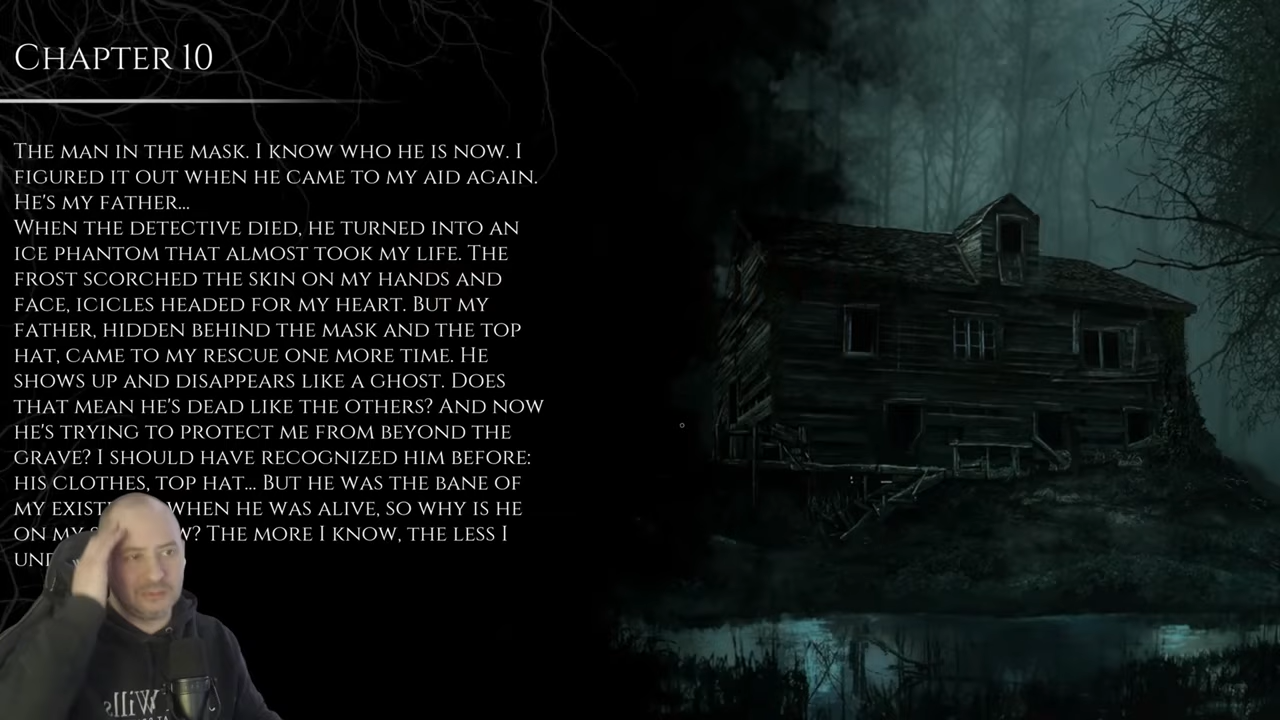 Chapter 10
The man in the mask. I know who he is now. I
figured it out when he came to my aid again.
He's my father...
When the detective died, he turned into an
ice phantom that almost took my life. The
frost scorched the skin on my hands and
face, icicles headed for my heart. But my
father, hidden behind the mask and the top
hat, came to my rescue one more time. He
shows up and disappears like a ghost. Does
that mean he's dead like the others? And now
he's trying to protect me from beyond the
grave? I should have recognized him before:
his clothes, top hat... But he was the bane of
my when he was alive, so why is he
on my The more I know, the less I
Wills